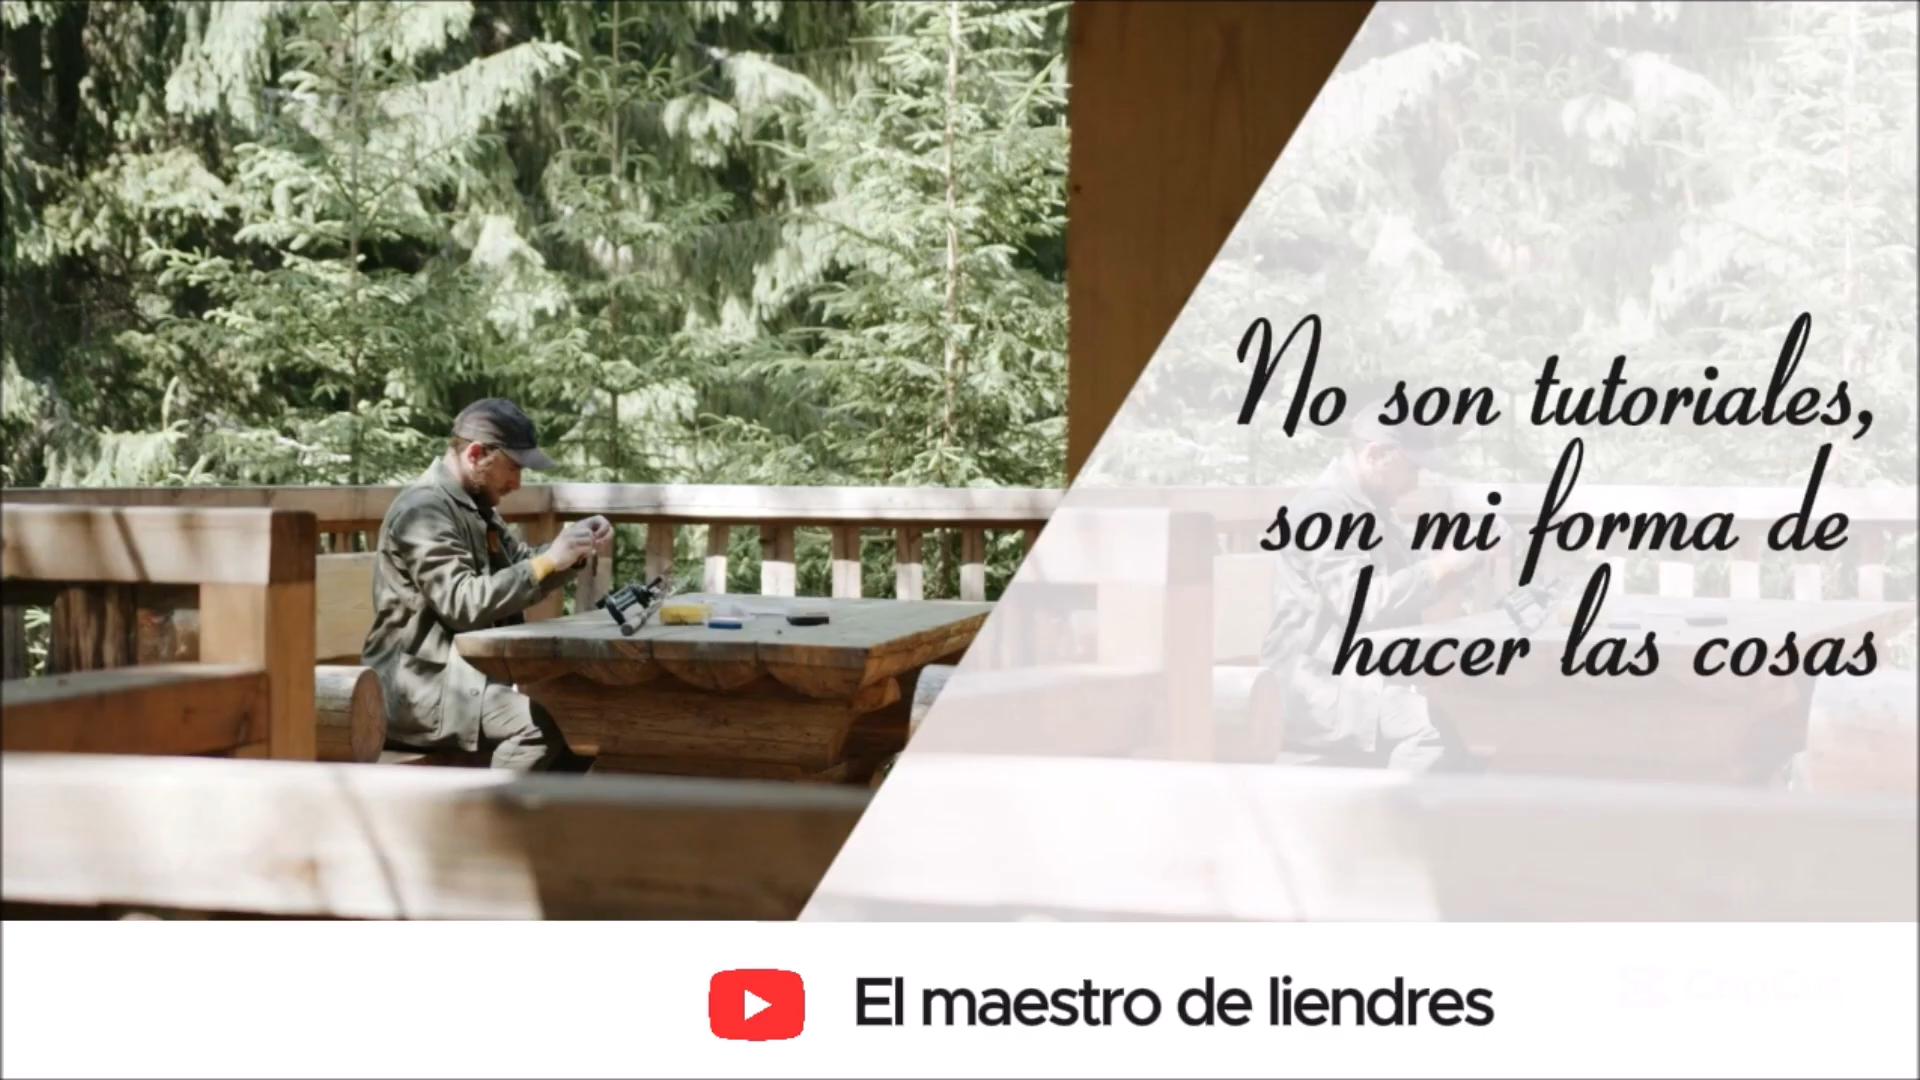 No son tutoriales,
son mi forma de
hacer las cosas
El maestro de liendres